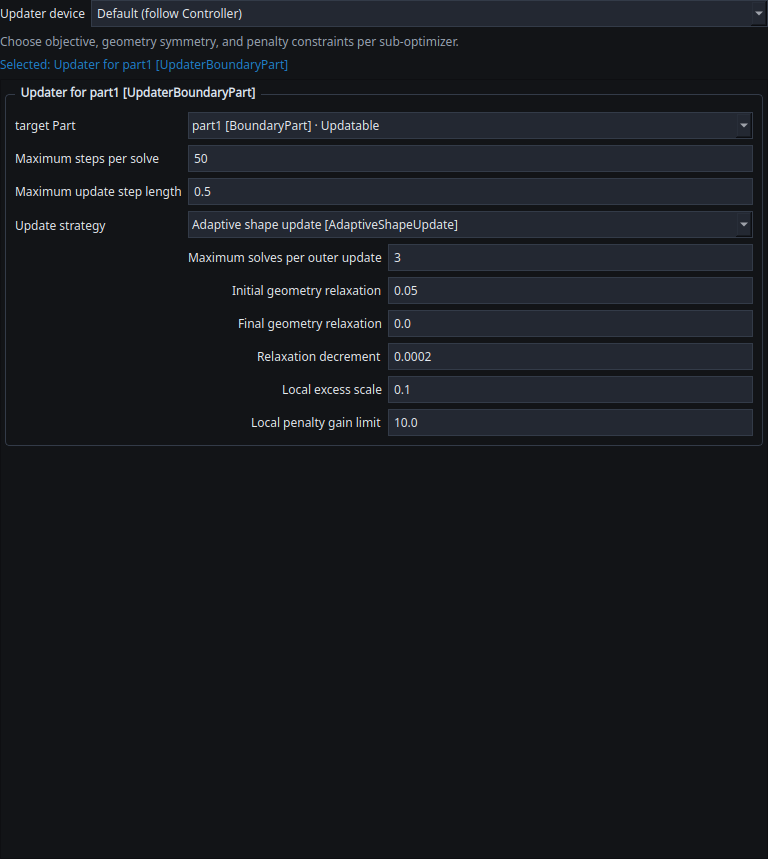 Updater device Default (follow Controller)
Choose objective, geometry symmetry, and penalty constraints per sub-optimizer.
Selected: Updater for part1 [UpdaterBoundaryPart]
Updater for part1 [UpdaterBoundaryPart]
target Part part1 [BoundaryPart] · Updatable
Maximum steps per solve 50
Maximum update step length 0.5
Update strategy Adaptive shape update [AdaptiveShapeUpdate]
Maximum solves per outer update 3
Initial geometry relaxation 0.05
Final geometry relaxation 0.0
Relaxation decrement 0.0002
Local excess scale 0.1
Local penalty gain limit 10.0